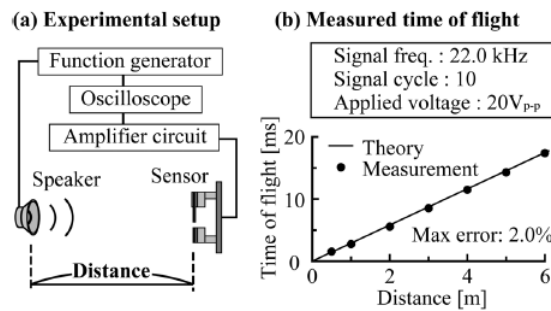 (a) Experimental setup
Function generator
Oscilloscope
Amplifier circuit
Speaker
Sensor
Distance
(b) Measured time of flight
Signal freq. : 22.0 kHz
Signal cycle : 10
Applied voltage : 20Vp-p
Time of flight [ms]
20
10
0
Theory
Measurement
Max error: 2.0%
0 2 4 6
Distance [m]